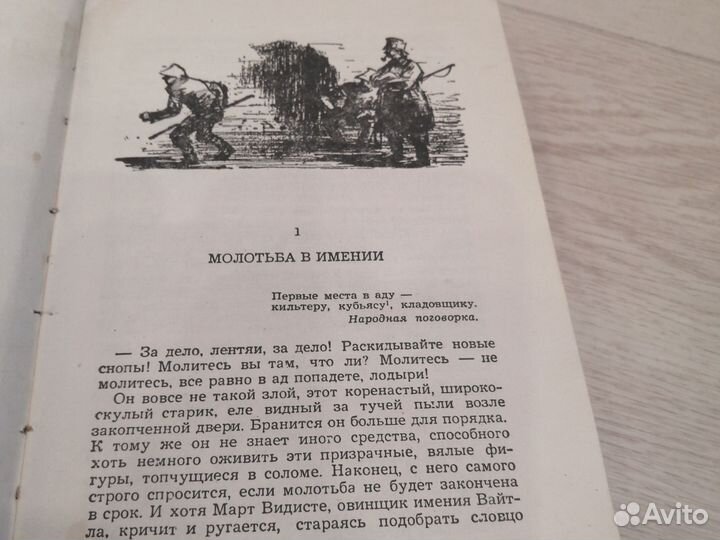 1
МОЛОТЬБА В ИМЕНИИ
Первые места в аду —
кильтеру, кубьясу¹, кладовщику.
Народная поговорка.
— За дело, лентяи, за дело! Раскидывайте новые
снопы! Молитесь вы там, что ли? Молитесь — не
молитесь, все равно в ад попадете, лодыри!
Он вовсе не такой злой, этот коренастый, широко-
скулый старик, еле видный за тучей пыли возле
закопченной двери. Бранится он больше для порядка.
К тому же он не знает иного средства, способного
хоть немного оживить эти призрачные, вялые фи-
гуры, топчущиеся в соломе. Наконец, с него самого
строго спросится, если молотьба не будет закончена
в срок. И хотя Март Видисте, овинщик имения Вайт-
ла, кричит и ругается, стараясь подобрать словцо
Avito